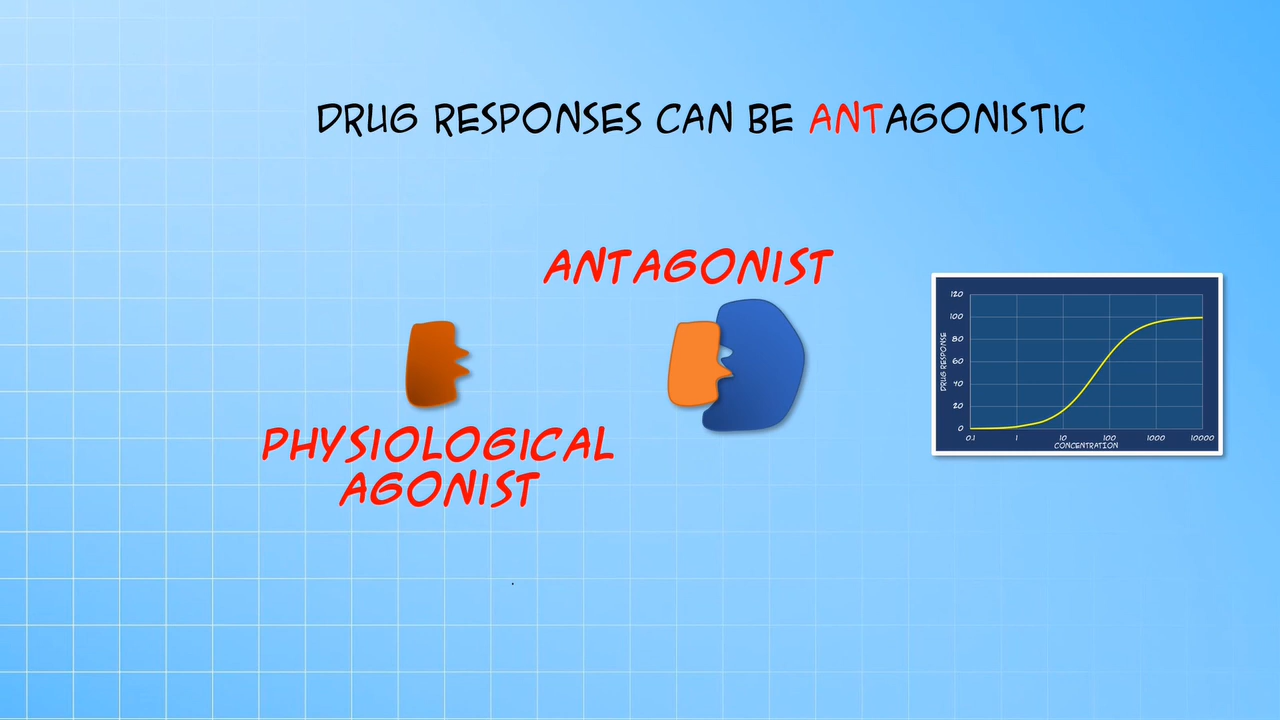 DRUG RESPONSES CAN BE ANTAGONISTIC
ANTAGONIST
PHYSIOLOGICAL
AGONIST
120
100
80
60
40
20
0
DRUG RESPONSE
0.1 1 10 100 1000 10000
CONCENTRATION